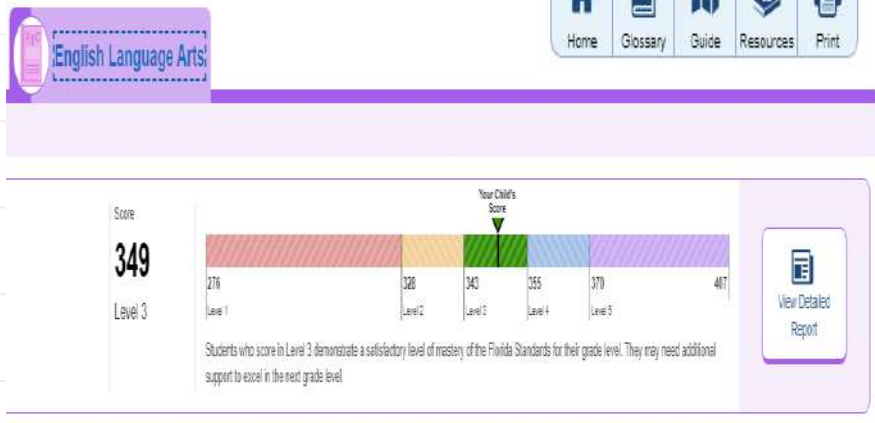 'English Language Arts'
Home Glossary Guide Resources Print
Your Child's
Score
Score
349
Level 3
276 328 343 355 370 407
Level 1 Level 2 Level 3 Level 4 Level 5
Students who score in Level 3 demonstrate a satisfactory level of mastery of the Florida Standards for their grade level. They may need additional
support to excel in the next grade level.
View Detailed
Report